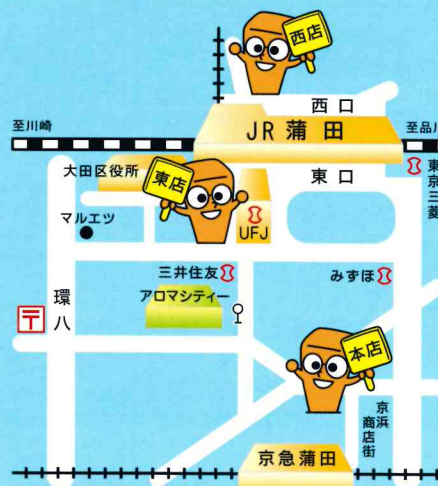 西店
西口
至川崎
JR蒲田
至品川
大田区役所
東店
東口
東京三菱
マルエツ
UFJ
三井住友
みずほ
アロマシティー
環八
〒
本店
京浜
商店街
京急蒲田